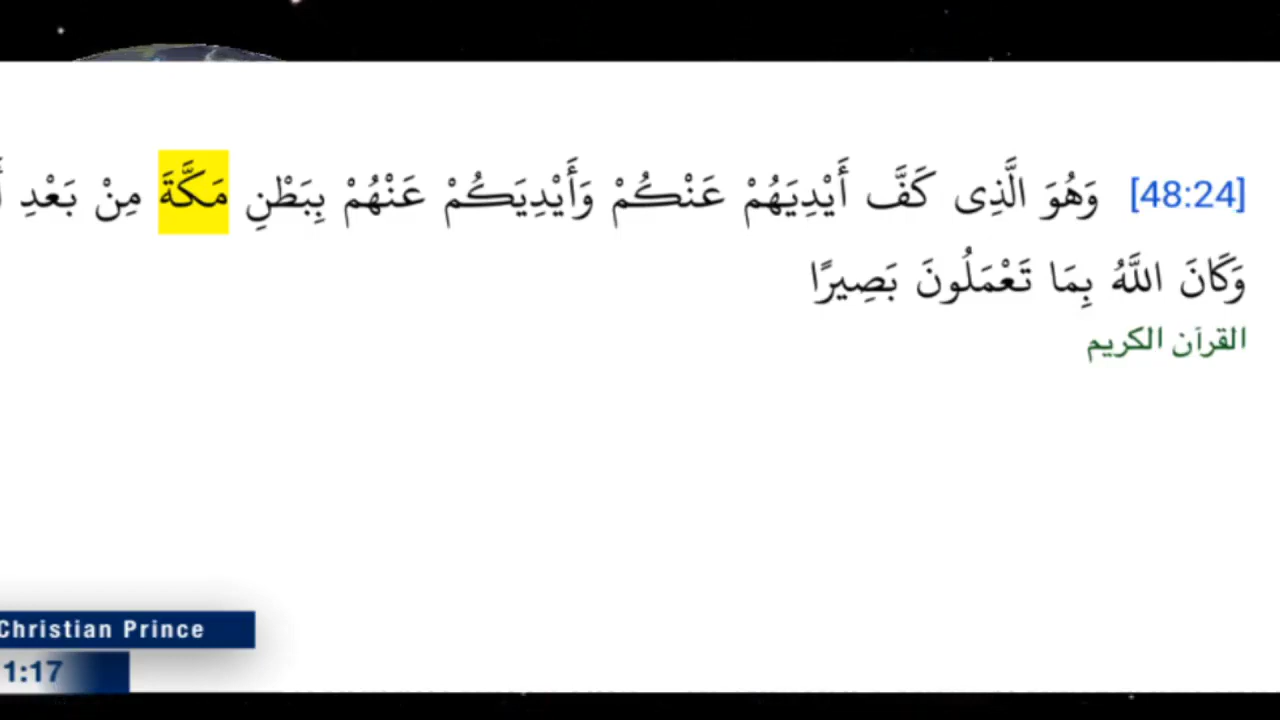 [48:24] وَهُوَ الَّذِى كَفَّ أَيْدِيَهُمْ عَنْكُمْ وَأَيْدِيَكُمْ عَنْهُمْ بِبَطْنِ مَكَّةَ مِنْ بَعْدِ
وَكَانَ اللَّهُ بِمَا تَعْمَلُونَ بَصِيرًا
القرآن الكريم
Christian Prince
1:17